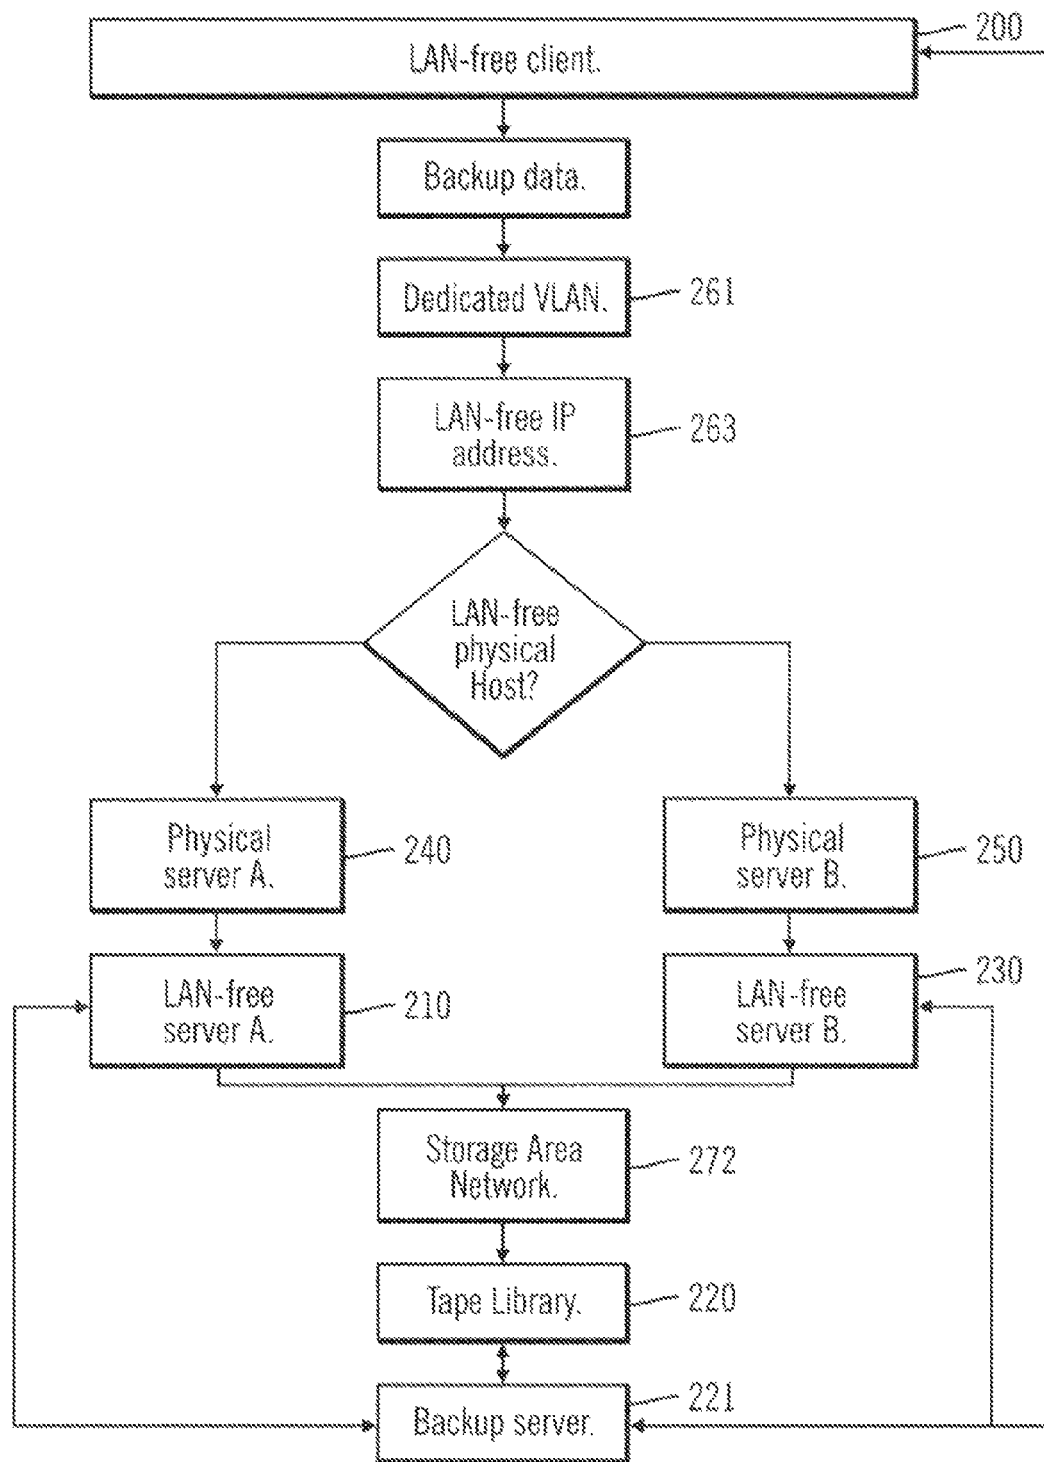 200
LAN-free client.
Backup data.
Dedicated VLAN.
261
LAN-free IP
address.
263
LAN-free
physical
Host?
Physical
server A.
240
Physical
server B.
250
LAN-free
server A.
210
LAN-free
server B.
230
Storage Area
Network.
272
Tape Library.
220
Backup server.
221